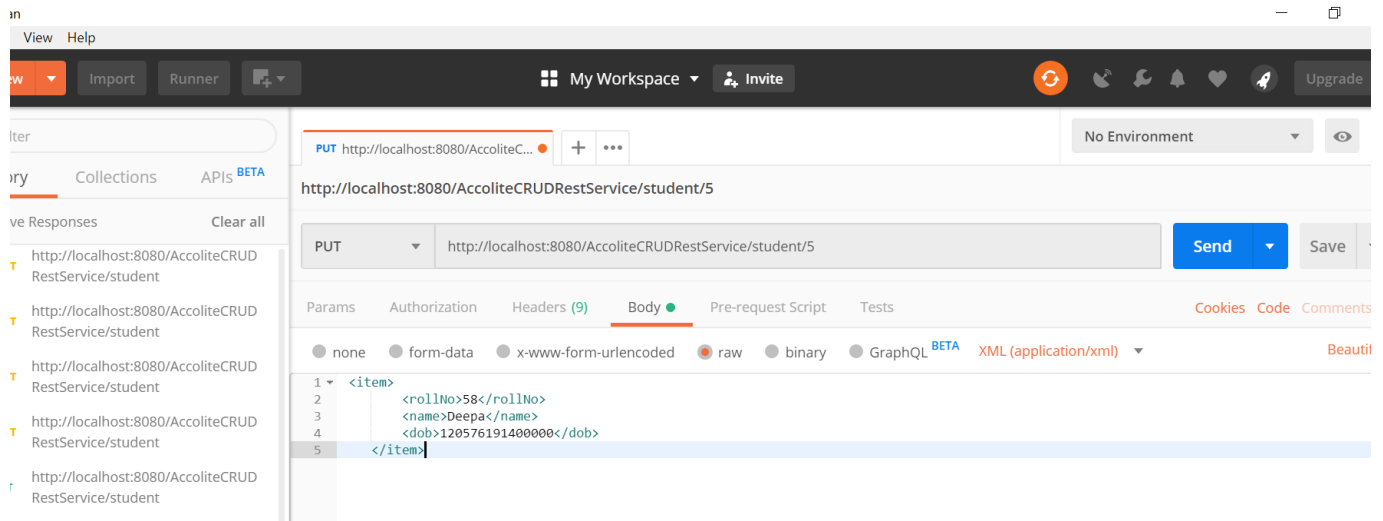 an
View Help
ew Import Runner My Workspace Invite Upgrade
lter
ory Collections APIs BETA
ve Responses Clear all
T http://localhost:8080/AccoliteCRUD
RestService/student
T http://localhost:8080/AccoliteCRUD
RestService/student
T http://localhost:8080/AccoliteCRUD
RestService/student
T http://localhost:8080/AccoliteCRUD
RestService/student
T http://localhost:8080/AccoliteCRUD
RestService/student
PUT http://localhost:8080/AccoliteC... + •••
No Environment
http://localhost:8080/AccoliteCRUDRestService/student/5
PUT http://localhost:8080/AccoliteCRUDRestService/student/5 Send Save
Params Authorization Headers (9) Body Pre-request Script Tests Cookies Code Comments
none form-data x-www-form-urlencoded raw binary GraphQL BETA XML (application/xml) Beautif
1 <item>
2 <rollNo>58</rollNo>
3 <name>Deepa</name>
4 <dob>120576191400000</dob>
5 </item>